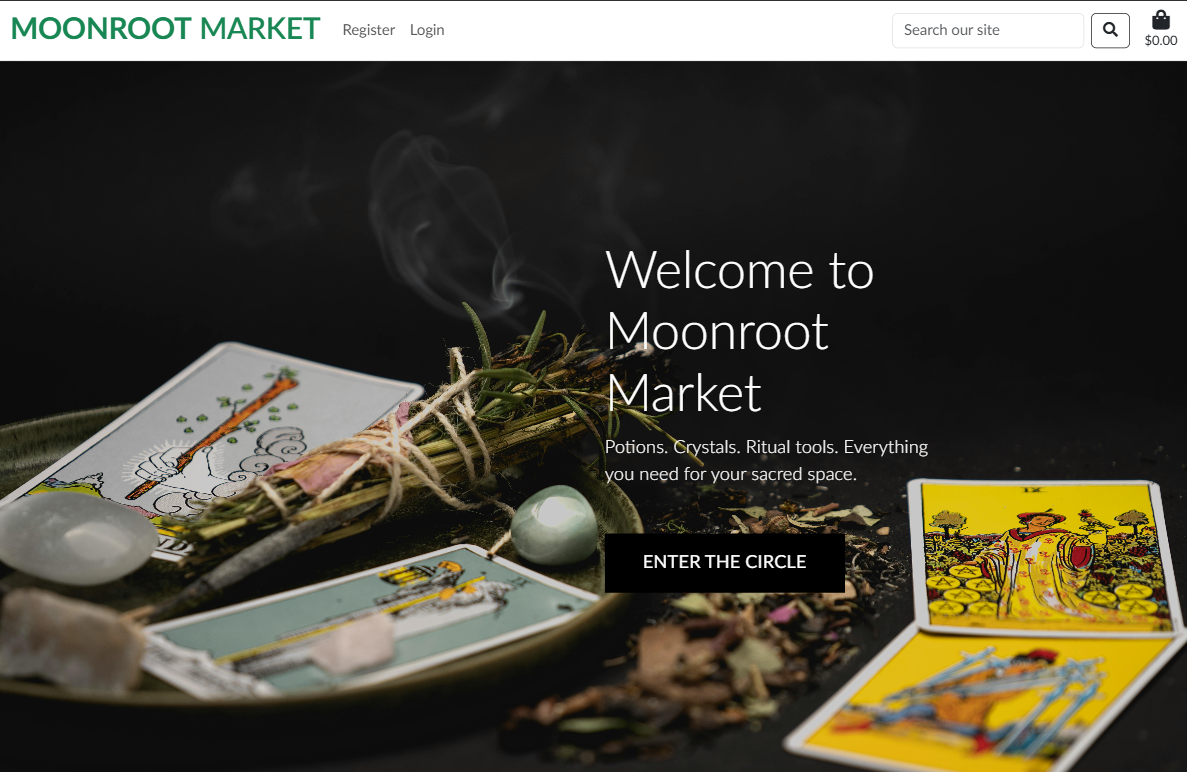 MOONROOT MARKET Register Login Search our site $0.00
Welcome to
Moonroot
Market
Potions. Crystals. Ritual tools. Everything
you need for your sacred space.
ENTER THE CIRCLE
IX